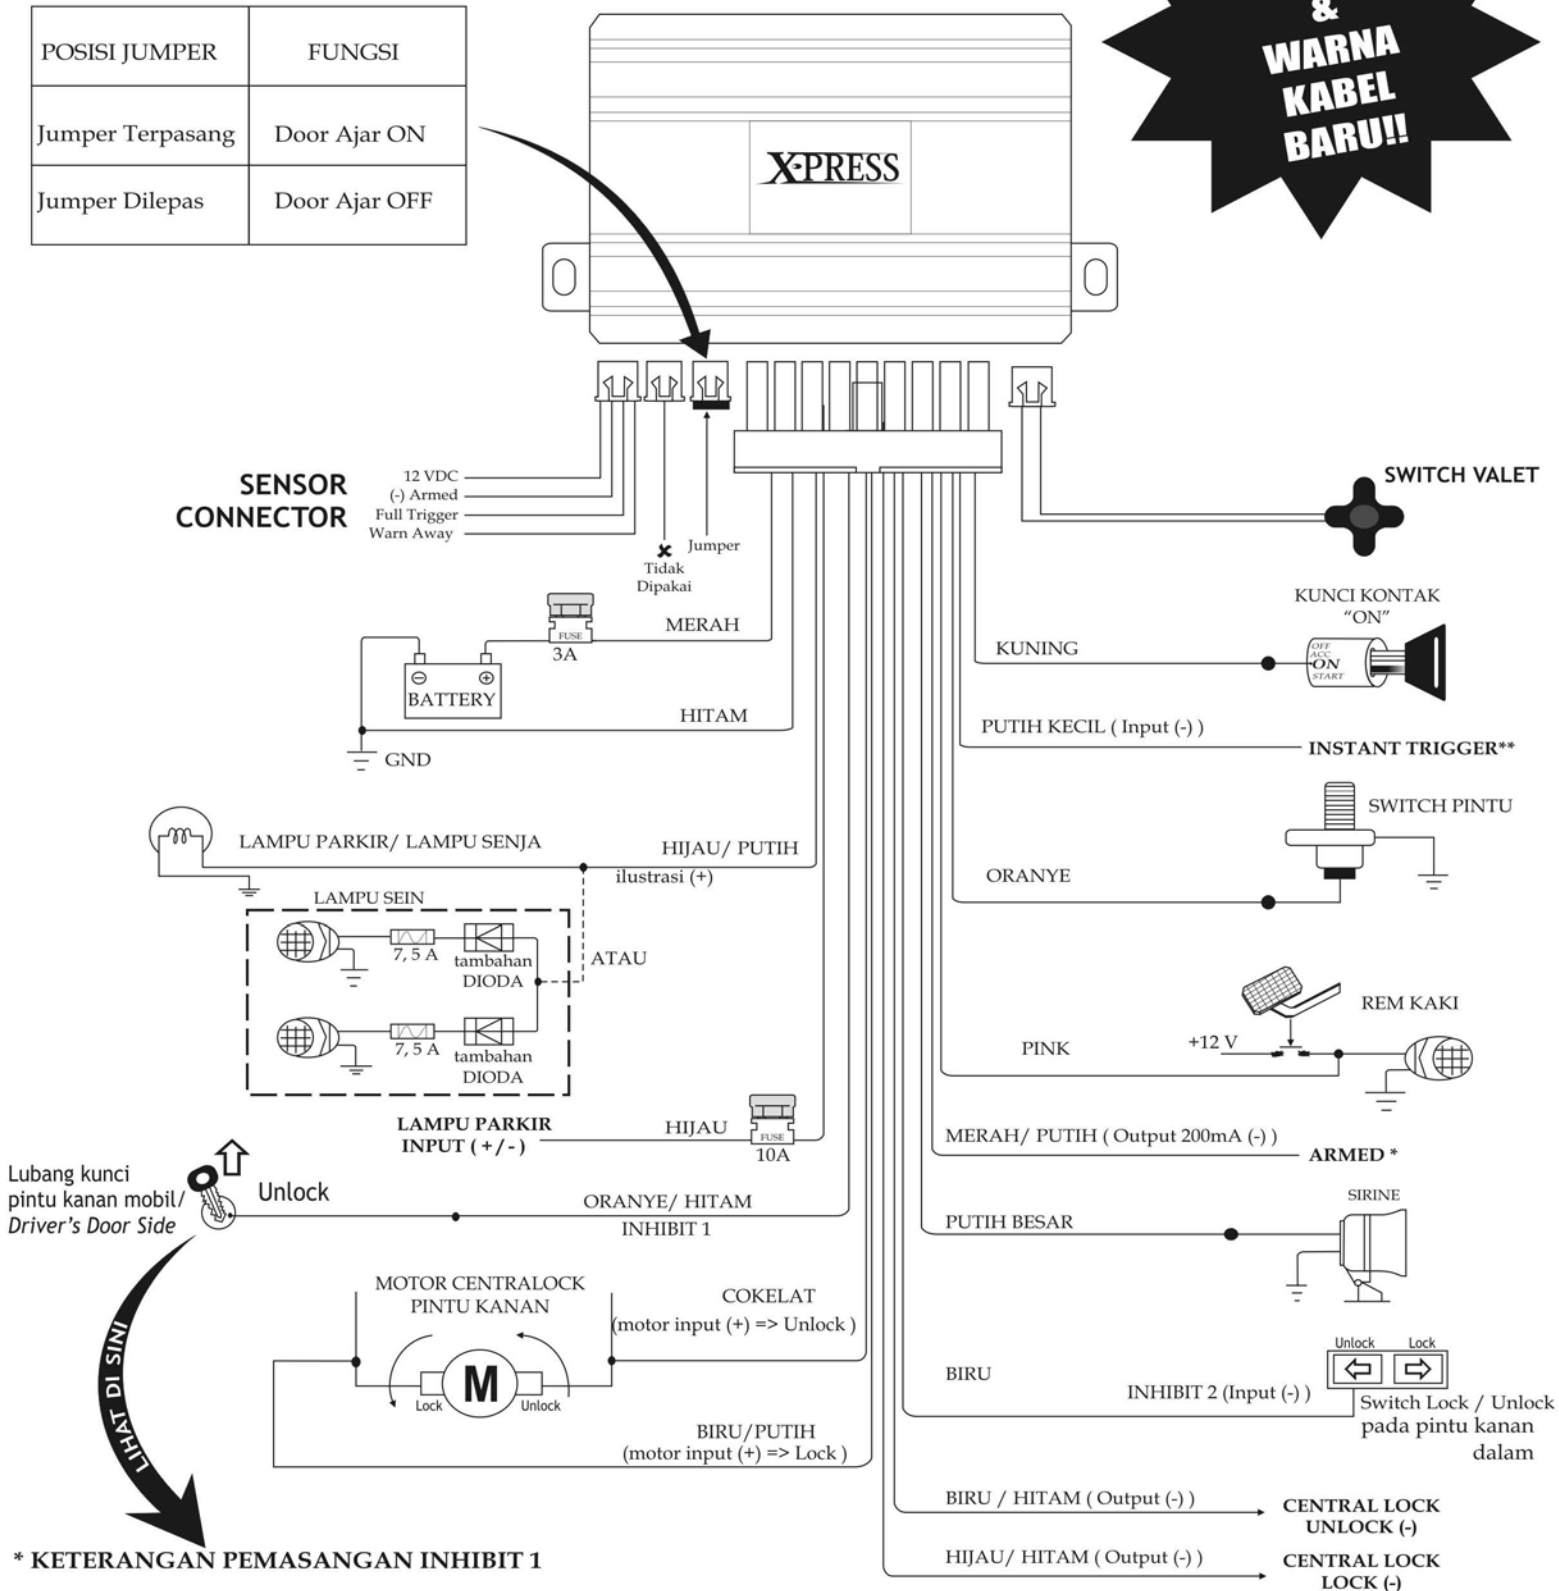 &
WARNA
KABEL
BARU!!
POSISI JUMPER
FUNGSI
Jumper Terpasang
Door Ajar ON
Jumper Dilepas
Door Ajar OFF
X-PRESS
SENSOR
CONNECTOR
12 VDC
(-) Armed
Full Trigger
Warn Away
Tidak
Dipakai
Jumper
SWITCH VALET
FUSE
3A
MERAH
BATTERY
HITAM
GND
KUNCI KONTAK
“ON”
OFF
ACC
ON
START
KUNING
PUTIH KECIL ( Input (-) )
INSTANT TRIGGER**
LAMPU PARKIR/ LAMPU SENJA
HIJAU/ PUTIH
ilustrasi (+)
SWITCH PINTU
ORANYE
LAMPU SEIN
7, 5 A
tambahan
DIODA
ATAU
7, 5 A
tambahan
DIODA
REM KAKI
+12 V
PINK
LAMPU PARKIR
INPUT ( +/- )
HIJAU
FUSE
10A
MERAH/ PUTIH ( Output 200mA (-) )
ARMED *
Lubang kunci
pintu kanan mobil/
Driver’s Door Side
Unlock
ORANYE/ HITAM
INHIBIT 1
PUTIH BESAR
SIRINE
MOTOR CENTRALOCK
PINTU KANAN
COKELAT
(motor input (+) => Unlock )
M
Lock
Unlock
BIRU/PUTIH
(motor input (+) => Lock )
BIRU
INHIBIT 2 (Input (-) )
Unlock
Lock
Switch Lock / Unlock
pada pintu kanan
dalam
LIHAT DI SINI
BIRU / HITAM ( Output (-) )
CENTRAL LOCK
UNLOCK (-)
HIJAU/ HITAM ( Output (-) )
CENTRAL LOCK
LOCK (-)
* KETERANGAN PEMASANGAN INHIBIT 1